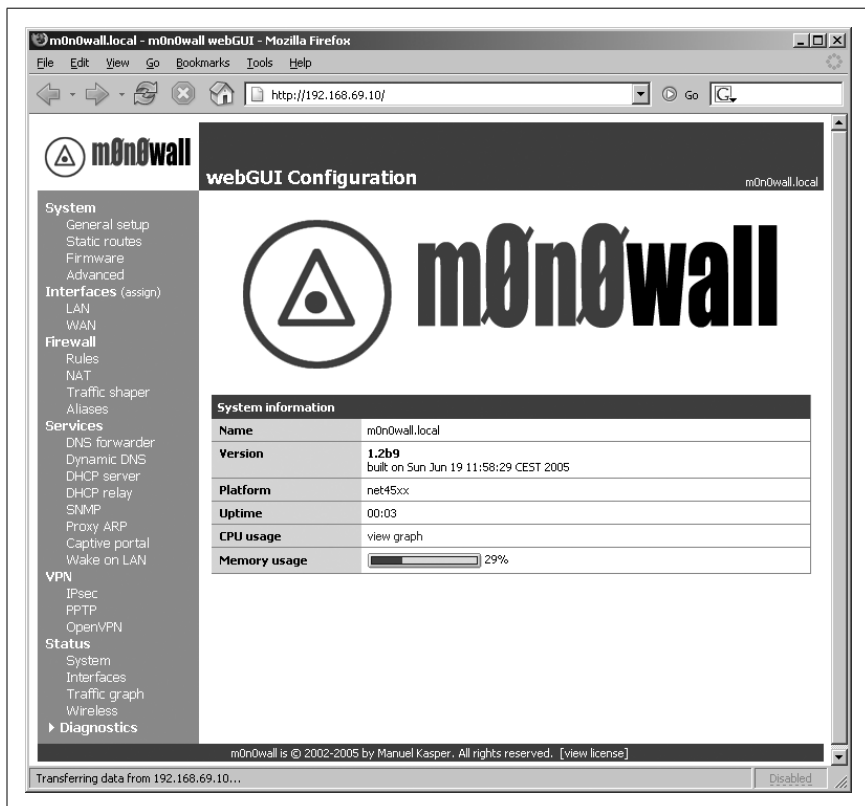 m0n0wall.local - m0n0wall webGUI - Mozilla Firefox
File Edit View Go Bookmarks Tools Help
http://192.168.69.10/ Go G
m0n0wall
webGUI Configuration
m0n0wall.local
System
General setup
Static routes
Firmware
Advanced
Interfaces (assign)
LAN
WAN
Firewall
Rules
NAT
Traffic shaper
Aliases
Services
DNS forwarder
Dynamic DNS
DHCP server
DHCP relay
SNMP
Proxy ARP
Captive portal
Wake on LAN
VPN
IPsec
PPTP
OpenVPN
Status
System
Interfaces
Traffic graph
Wireless
Diagnostics
m0n0wall
System information
Name m0n0wall.local
Version 1.2b9
built on Sun Jun 19 11:58:29 CEST 2005
Platform net45xx
Uptime 00:03
CPU usage view graph
Memory usage 29%
m0n0wall is © 2002-2005 by Manuel Kasper. All rights reserved. [view license]
Transferring data from 192.168.69.10... Disabled